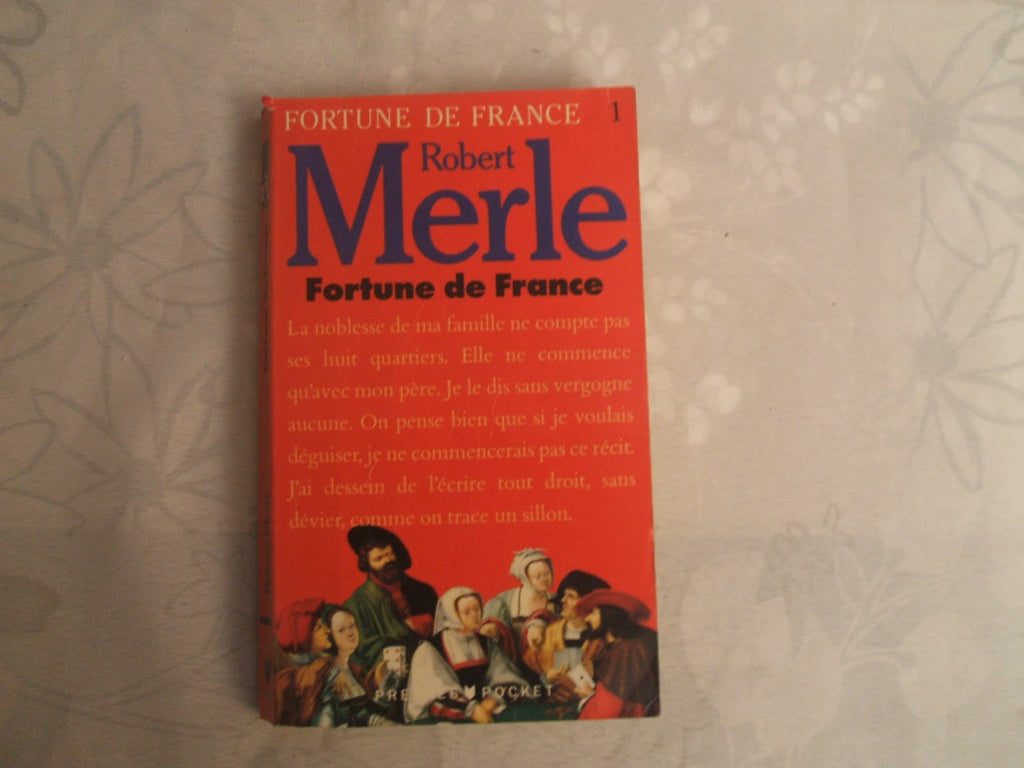 FORTUNE DE FRANCE 1
Robert
Merle
Fortune de France
La noblesse de ma famille ne compte pas
ses huit quartiers. Elle ne commence
qu'avec mon père. Je le dis sans vergogne
aucune. On pense bien que si je voulais
déguiser, je ne commencerais pas ce récit.
J'ai dessein de l'écrire tout droit, sans
dévier, comme on trace un sillon.
PRESSES POCKET